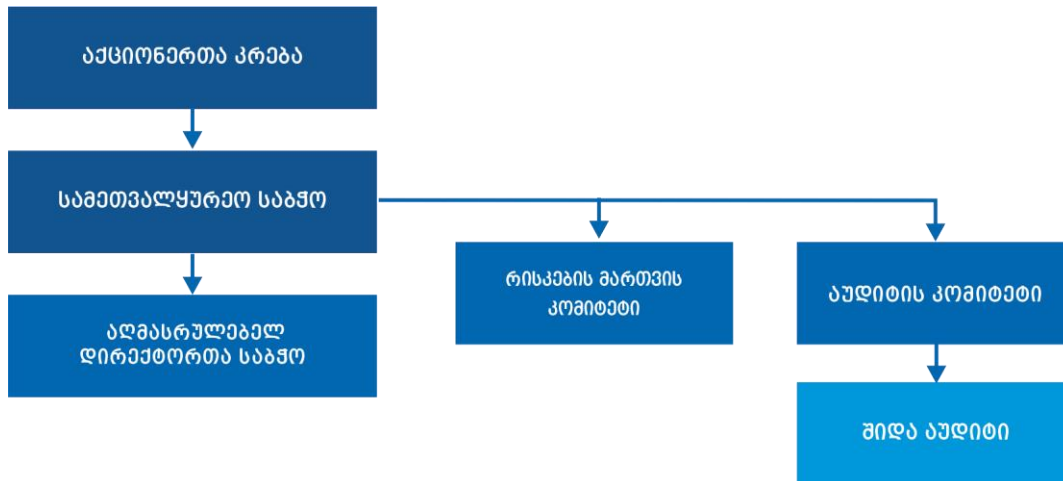 აქციონერთა კრება
სამეთვალყურეო საბჭო
რისკების მართვის
კომიტეტი
აუდიტის კომიტეტი
აღმასრულებელ
დირექტორთა საბჭო
შიდა აუდიტი